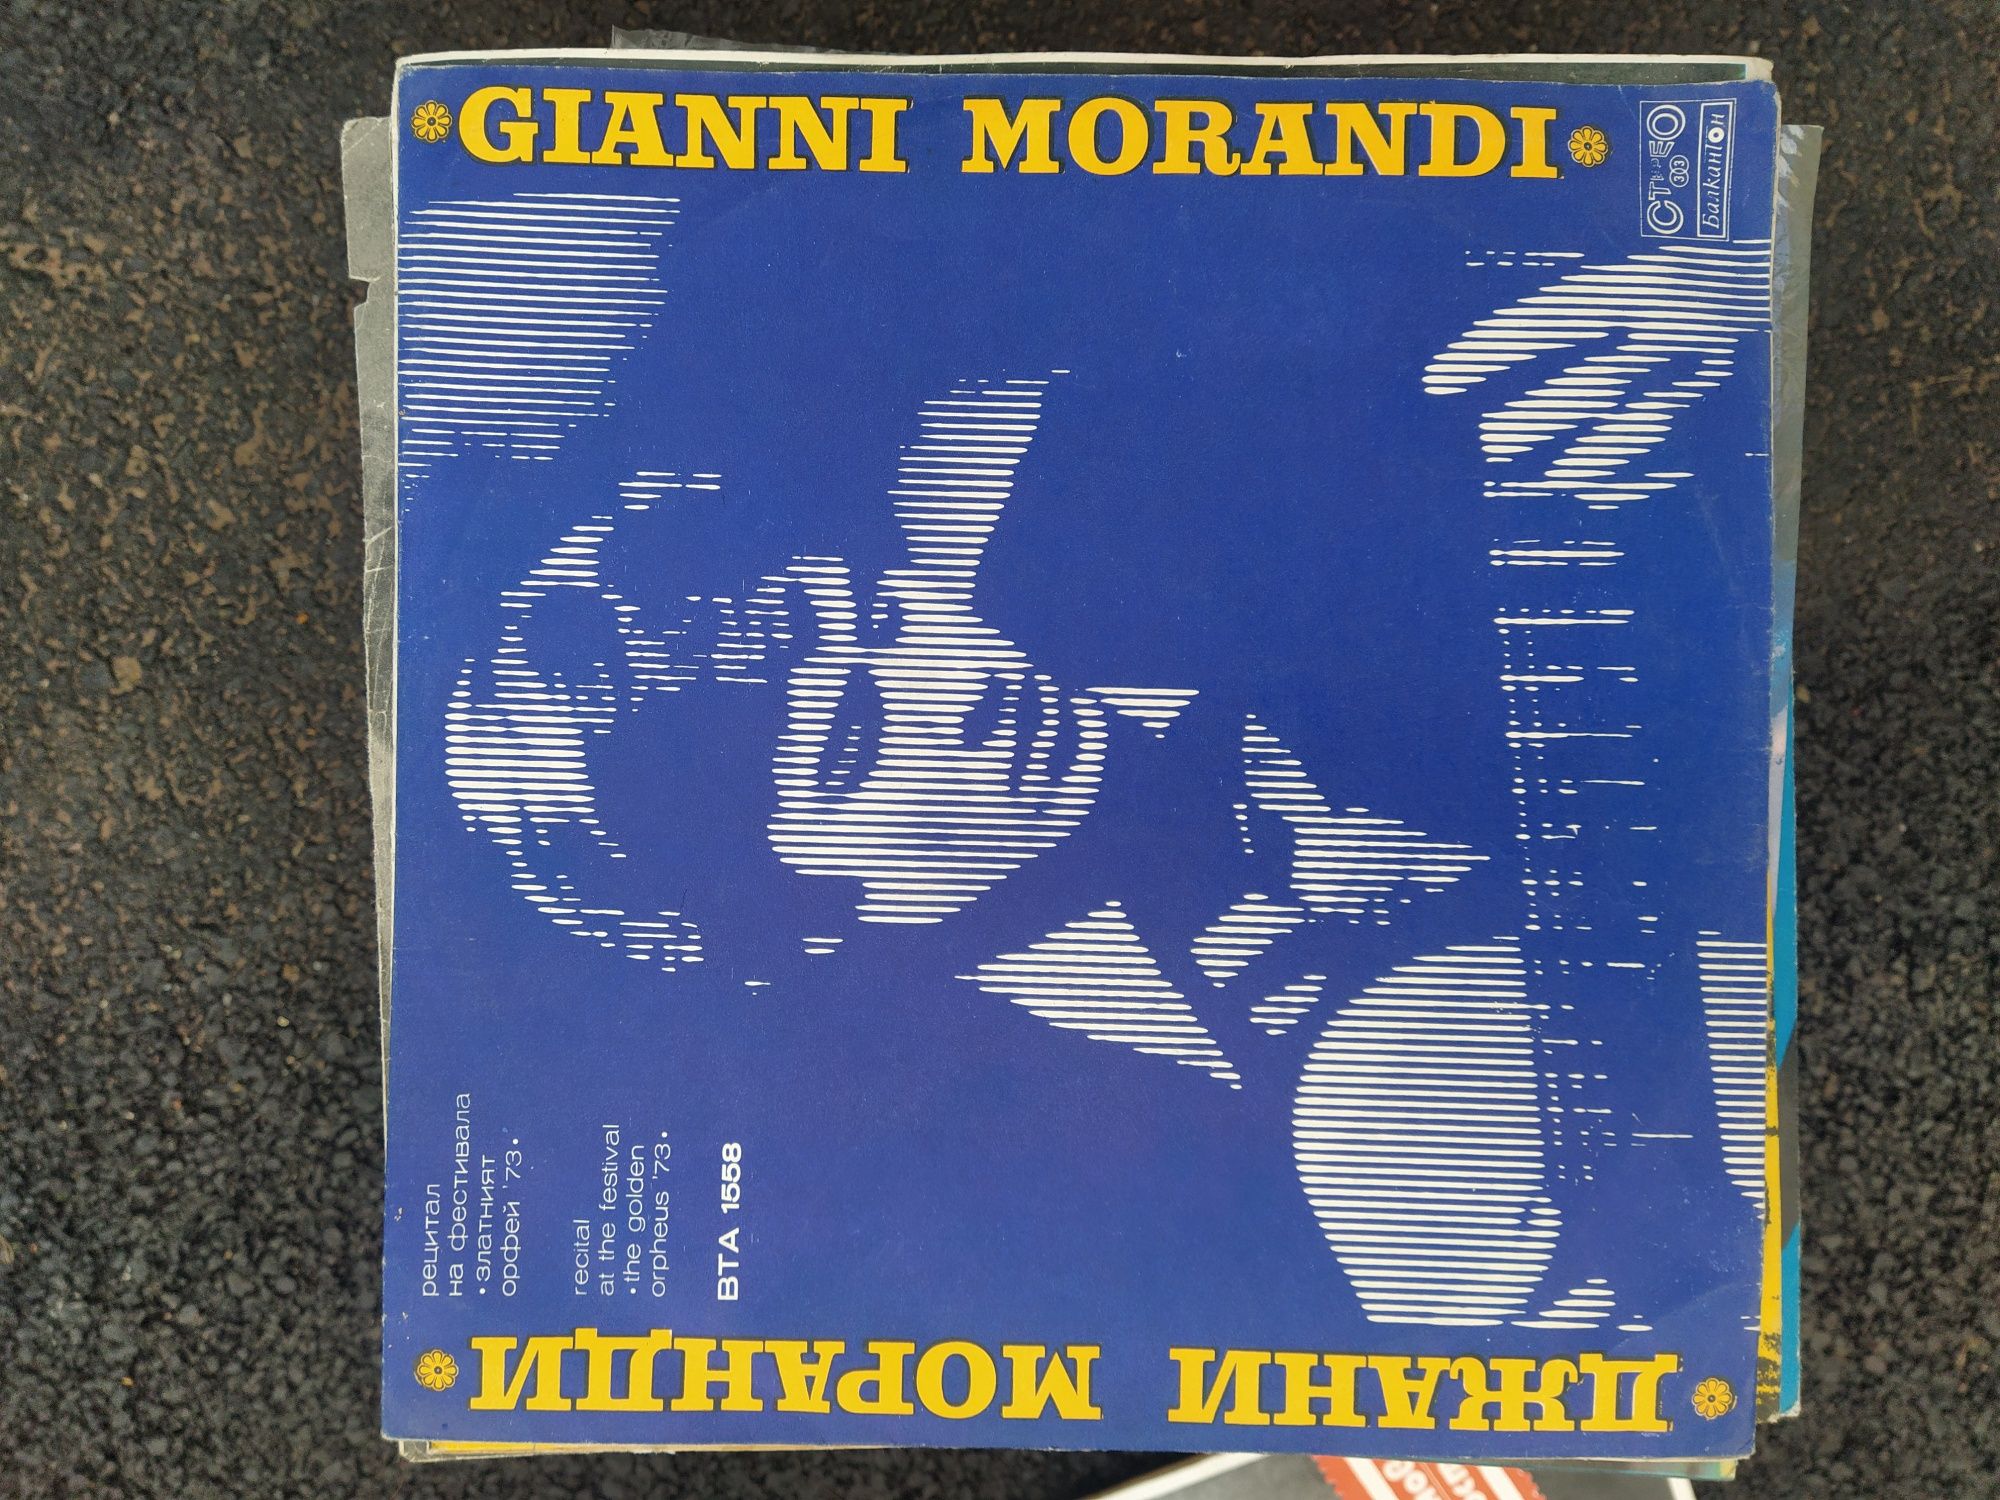 GIANNI MORANDI
СТЕРЕО
33
Балкантон
рецитал
на фестивала
• златният
орфей '73 •
recital
at the festival
• the golden
orpheus '73 •
ВТА 1558
ДЖАНИ МОРАНДИ